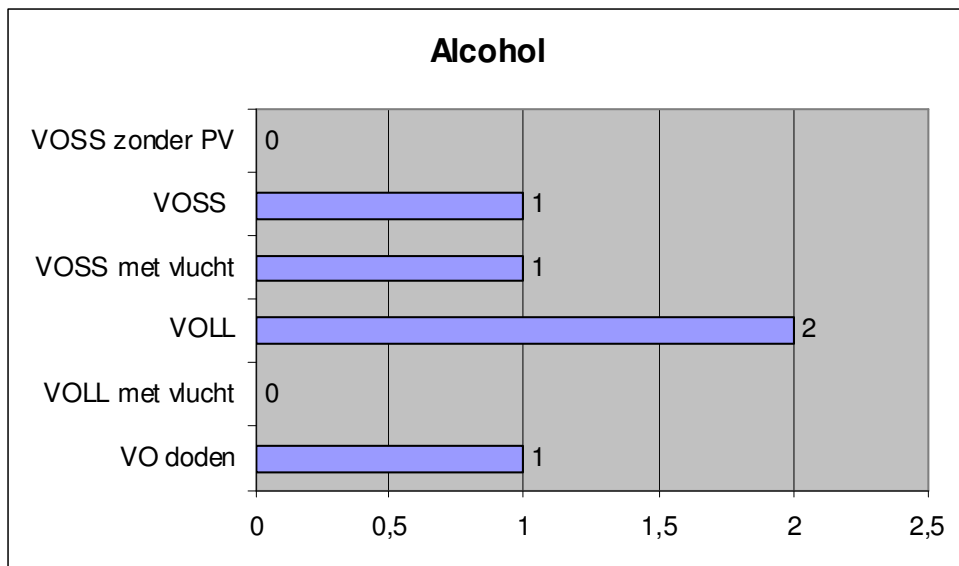 Alcohol
VOSS zonder PV 0
VOSS 1
VOSS met vlucht 1
VOLL 2
VOLL met vlucht 0
VO doden 1
0 0,5 1 1,5 2 2,5